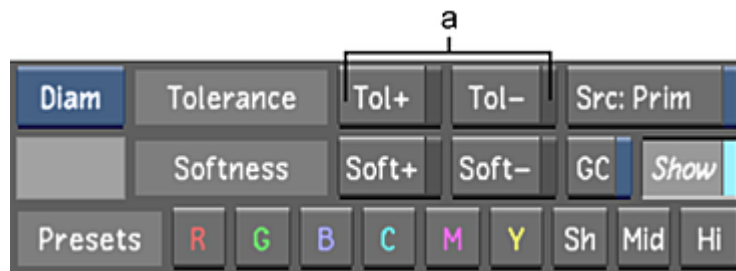 a
Diam Tolerance Tol+ Tol- Src: Prim
Softness Soft+ Soft- GC Show
Presets R G B C M Y Sh Mid Hi